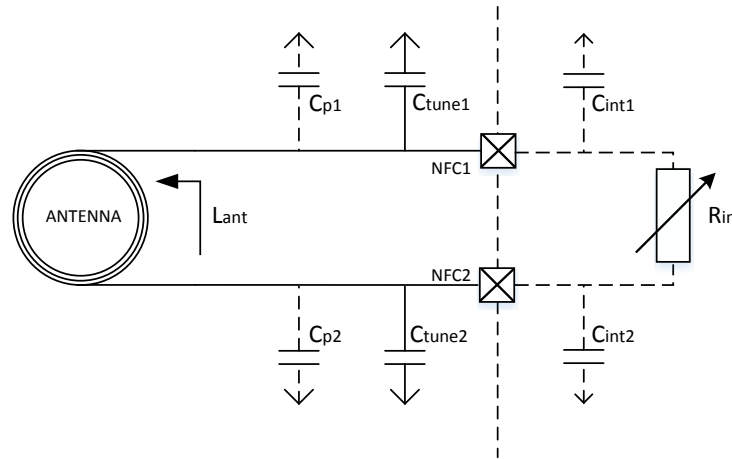 Cp1
Ctune1
Cint1
NFC1
ANTENNA
Lant
Rin
NFC2
Cp2
Ctune2
Cint2